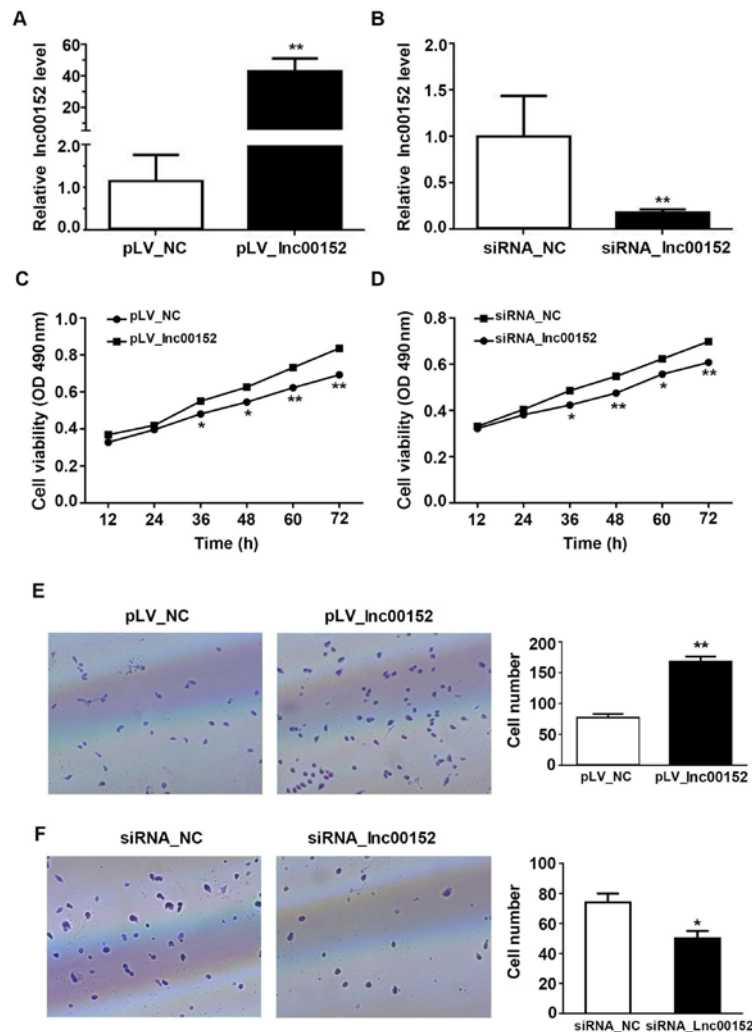 A
Relative lnc00152 level
60
40
20
2.0
1.0
0.0
**
pLV_NC
pLV_lnc00152
B
Relative lnc00152 level
2.0
1.5
1.0
0.5
0.0
**
siRNA_NC
siRNA_lnc00152
C
Cell viability (OD 490nm)
1.0
0.8
0.6
0.4
0.2
0.0
pLV_NC
pLV_lnc00152
*
*
**
**
12 24 36 48 60 72
Time (h)
D
Cell viability (OD 490nm)
0.8
0.6
0.4
0.2
0.0
siRNA_NC
siRNA_lnc00152
*
**
*
**
12 24 36 48 60 72
Time (h)
E
pLV_NC
pLV_lnc00152
Cell number
200
150
100
50
0
**
pLV_NC
pLV_lnc00152
F
siRNA_NC
siRNA_lnc00152
Cell number
100
80
60
40
20
0
*
siRNA_NC
siRNA_Lnc00152